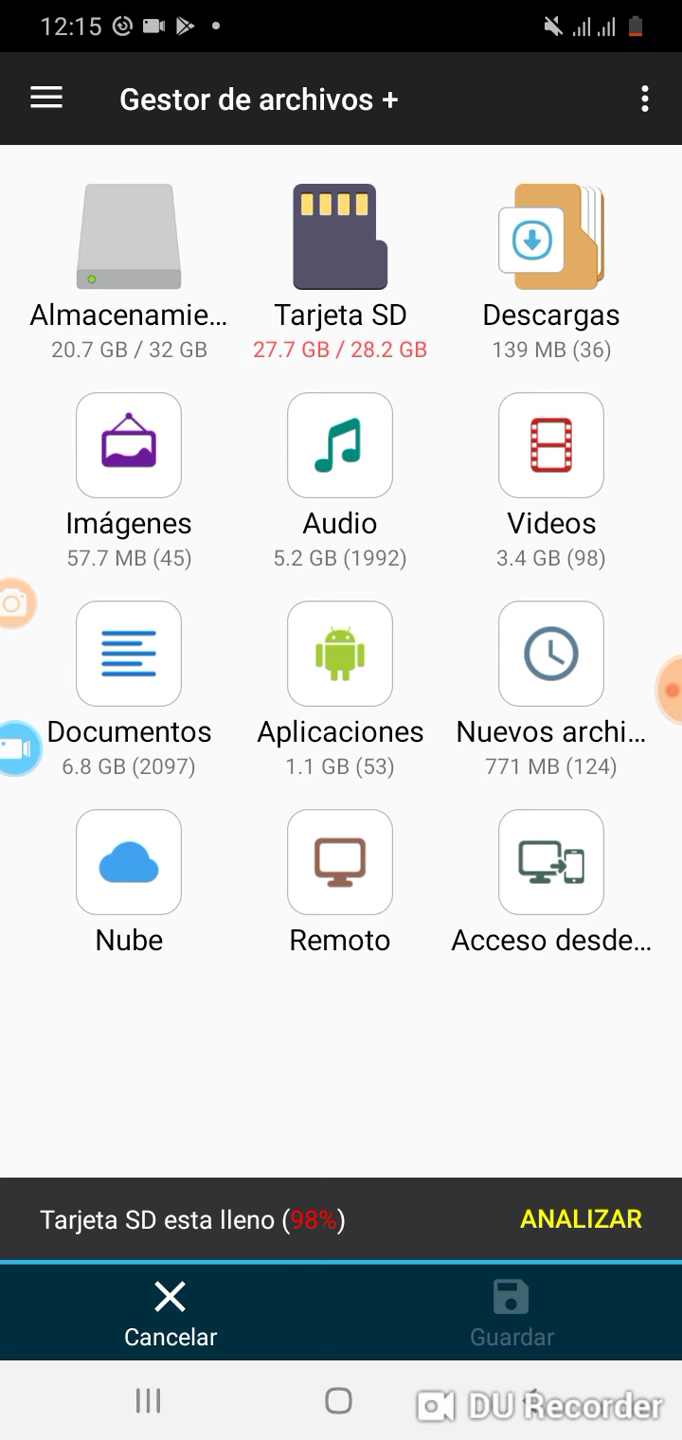 12:15
Gestor de archivos +
Almacenamie... Tarjeta SD Descargas
20.7 GB / 32 GB 27.7 GB / 28.2 GB 139 MB (36)
Imágenes Audio Videos
57.7 MB (45) 5.2 GB (1992) 3.4 GB (98)
Documentos Aplicaciones Nuevos archi...
6.8 GB (2097) 1.1 GB (53) 771 MB (124)
Nube Remoto Acceso desde...
Tarjeta SD esta lleno (98%) ANALIZAR
Cancelar Guardar
DU Recorder